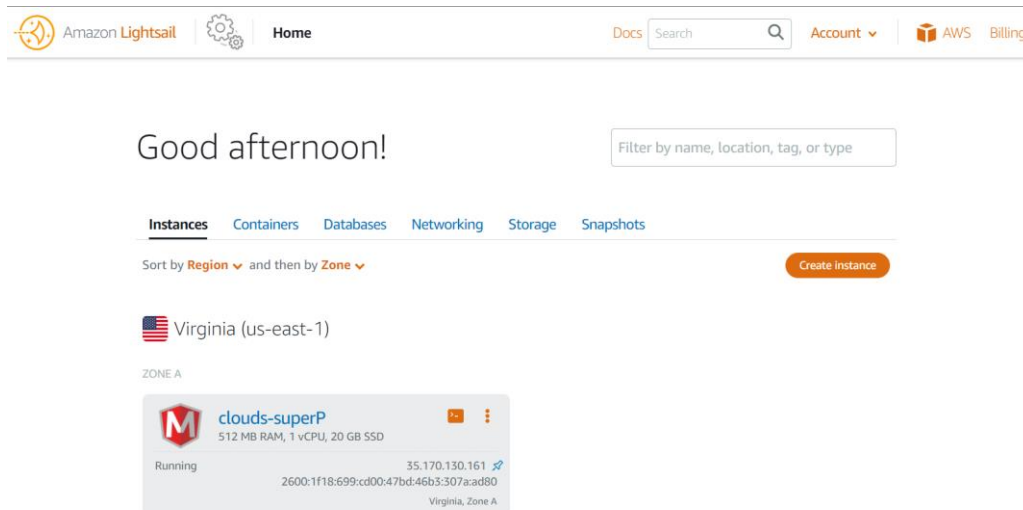 Amazon Lightsail Home Docs Search Account AWS Billing
Good afternoon!
Filter by name, location, tag, or type
Instances Containers Databases Networking Storage Snapshots
Sort by Region and then by Zone
Create instance
Virginia (us-east-1)
ZONE A
M
clouds-superP
512 MB RAM, 1 vCPU, 20 GB SSD
Running 35.170.130.161
2600:1f18:699:cd00:47bd:46b3:307a:ad80
Virginia, Zone A